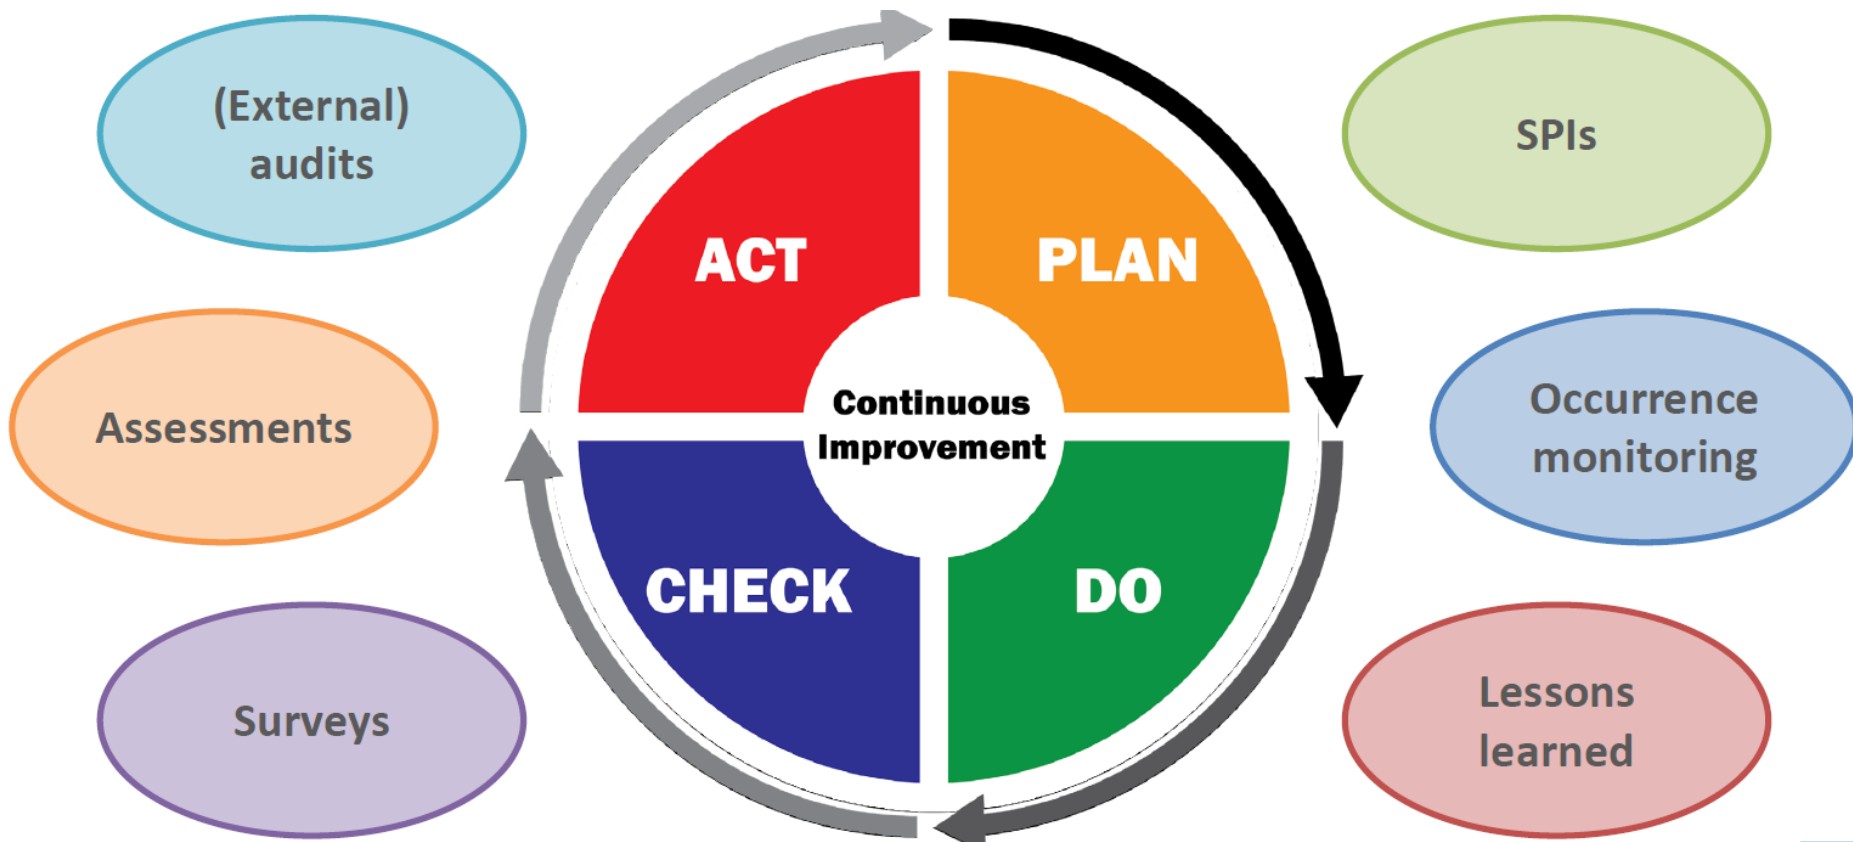 (External)
audits
SPIs
ACT
PLAN
Assessments
Continuous
Improvement
Occurrence
monitoring
CHECK
DO
Surveys
Lessons
learned